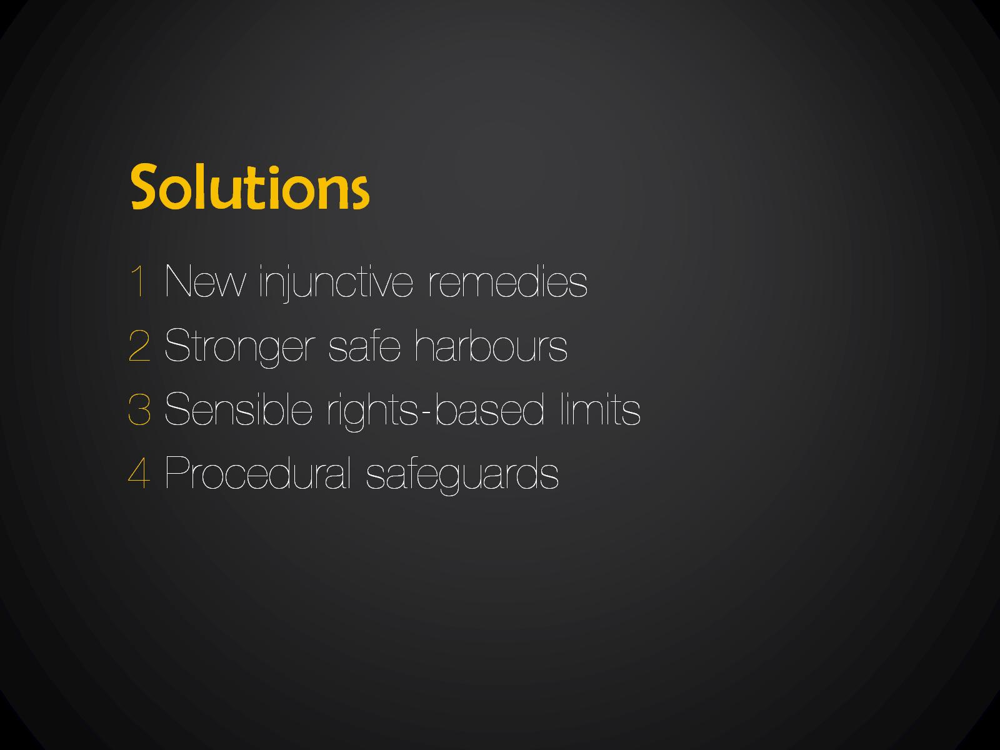 Solutions
1 New injunctive remedies
2 Stronger safe harbours
3 Sensible rights-based limits
4 Procedural safeguards